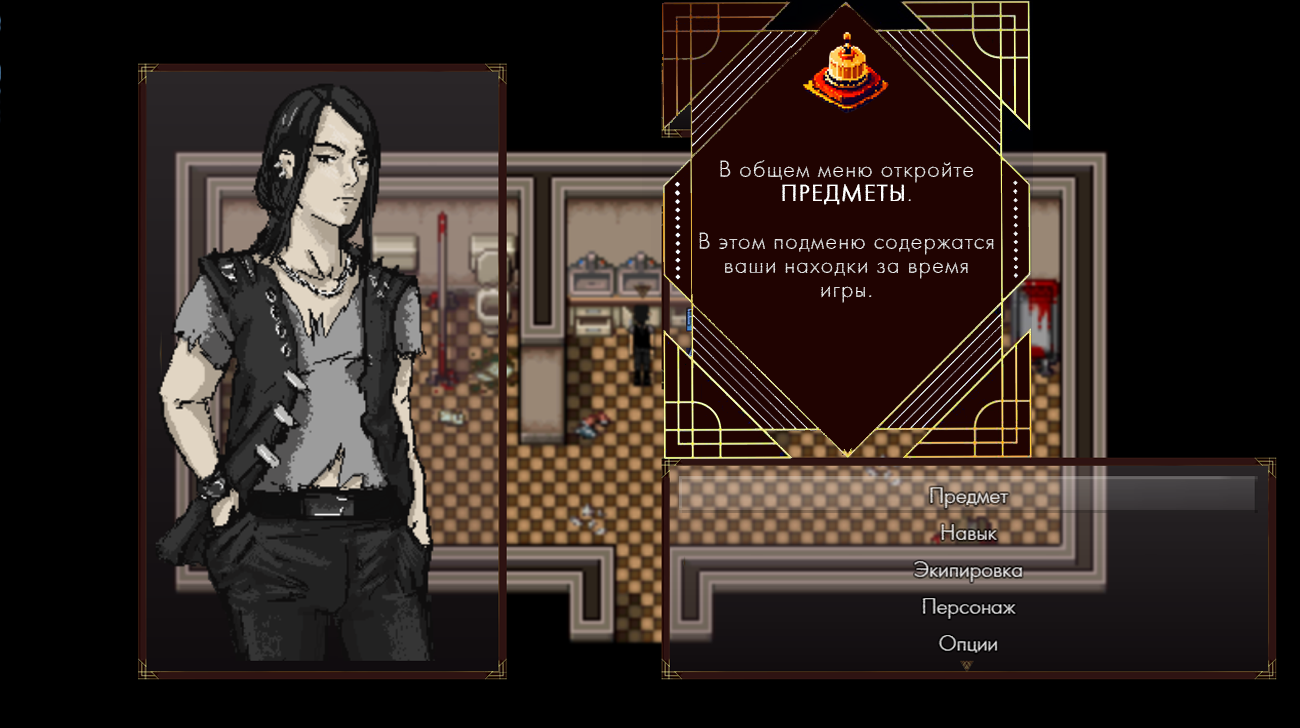 В общем меню откройте
ПРЕДМЕТЫ.
В этом подменю содержатся
ваши находки за время
игры.
Предмет
Навык
Экипировка
Персонаж
Опции